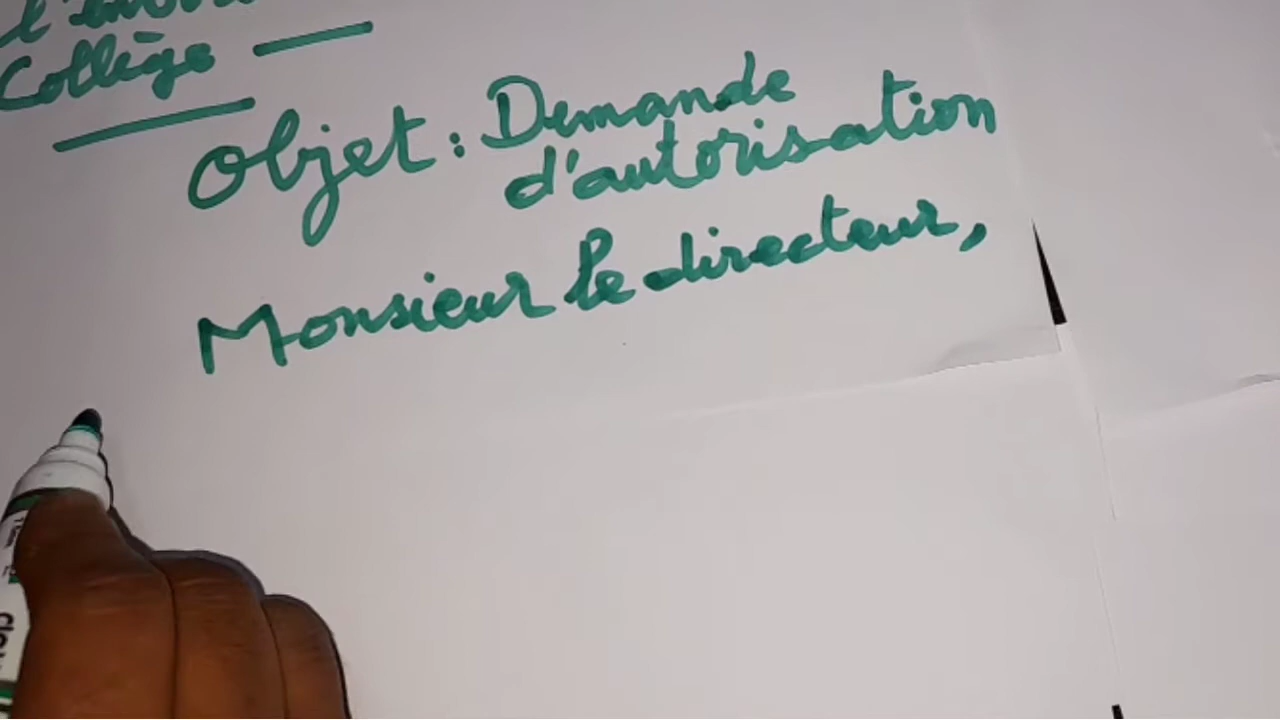 Collège
Objet : Demande
d'autorisation
Monsieur le directeur,